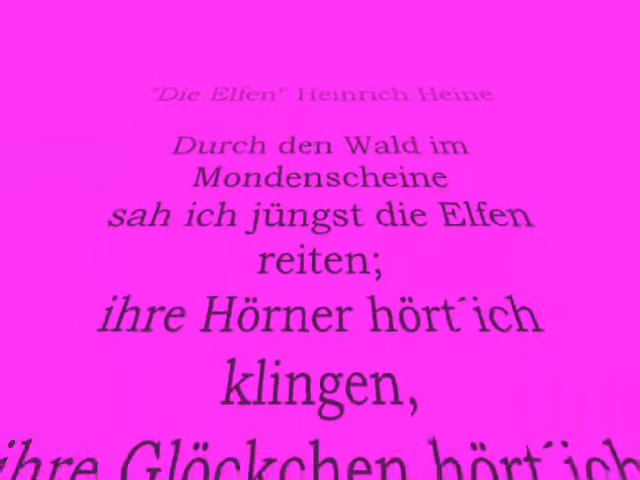 "Die Elfen" Heinrich Heine
Durch den Wald im
Mondenscheine
sah ich jüngst die Elfen
reiten;
ihre Hörner hört´ich
klingen,
ihre Glöckchen hört´ich